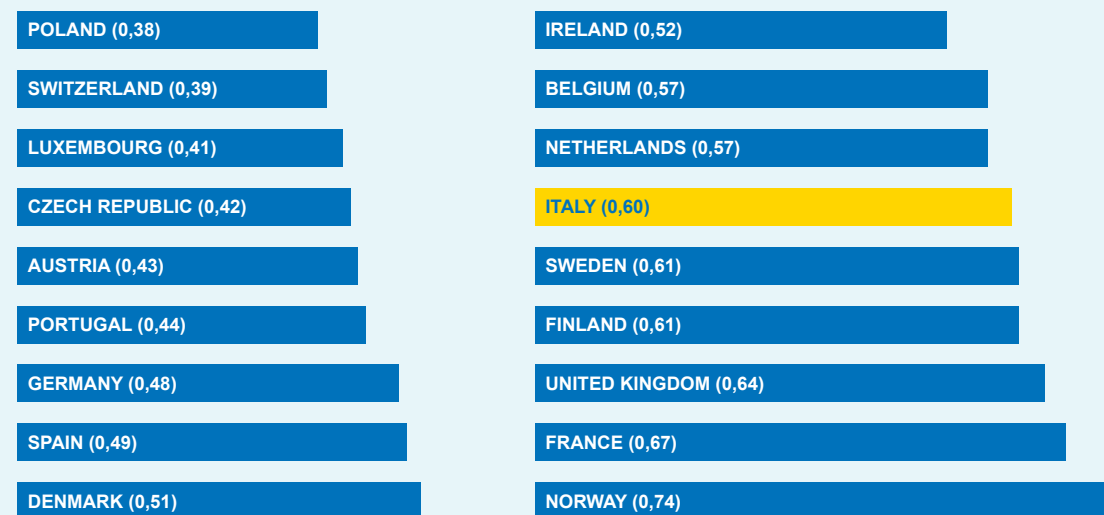 POLAND (0,38)
SWITZERLAND (0,39)
LUXEMBOURG (0,41)
CZECH REPUBLIC (0,42)
AUSTRIA (0,43)
PORTUGAL (0,44)
GERMANY (0,48)
SPAIN (0,49)
DENMARK (0,51)
IRELAND (0,52)
BELGIUM (0,57)
NETHERLANDS (0,57)
ITALY (0,60)
SWEDEN (0,61)
FINLAND (0,61)
UNITED KINGDOM (0,64)
FRANCE (0,67)
NORWAY (0,74)